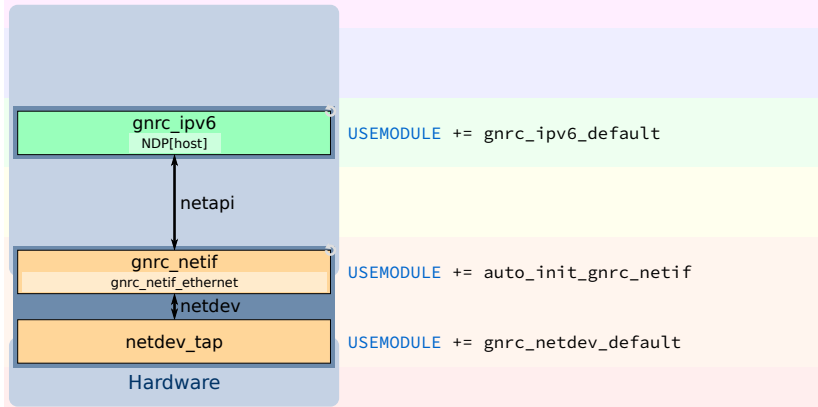 gnrc_ipv6
NDP[host]
USEMODULE += gnrc_ipv6_default
netapi
gnrc_netif
gnrc_netif_ethernet
USEMODULE += auto_init_gnrc_netif
netdev
netdev_tap
USEMODULE += gnrc_netdev_default
Hardware